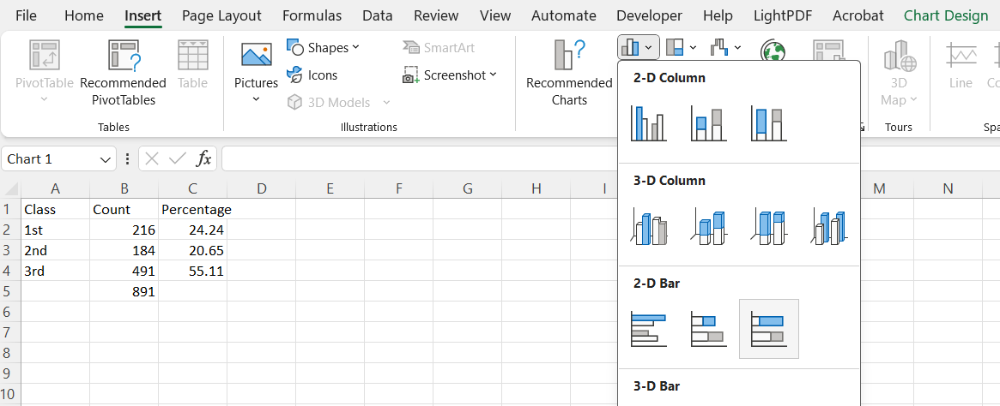 File Home Insert Page Layout Formulas Data Review View Automate Developer Help LightPDF Acrobat Chart Design
PivotTable
Recommended
PivotTables
Table
Tables
Pictures
Shapes
Icons
3D Models
SmartArt
Screenshot
Illustrations
Recommended
Charts
3D
Map
Tours
Line
Chart 1
fx
2-D Column
3-D Column
2-D Bar
3-D Bar
A B C D E F G H I M N
1 Class Count Percentage
2 1st 216 24.24
3 2nd 184 20.65
4 3rd 491 55.11
5 891
6
7
8
9
10